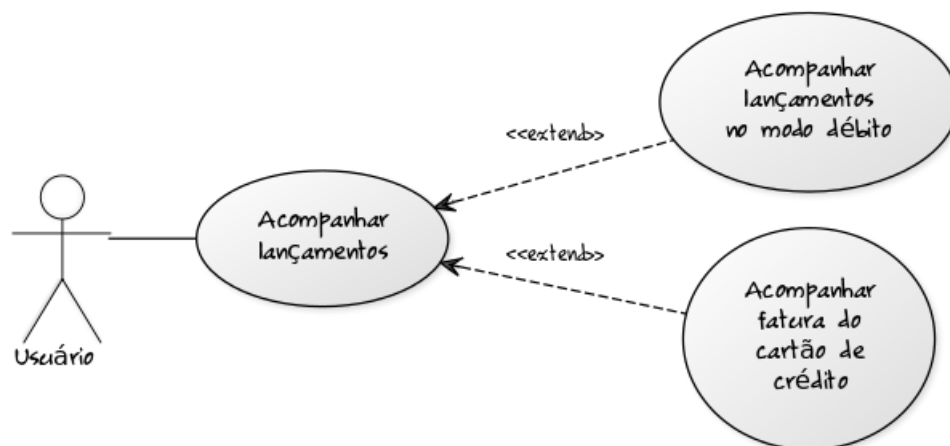 Acompanhar
lançamentos
no modo débito
<<extend>>
Acompanhar
lançamentos
<<extend>>
Acompanhar
fatura do
cartão de
crédito
Usuário